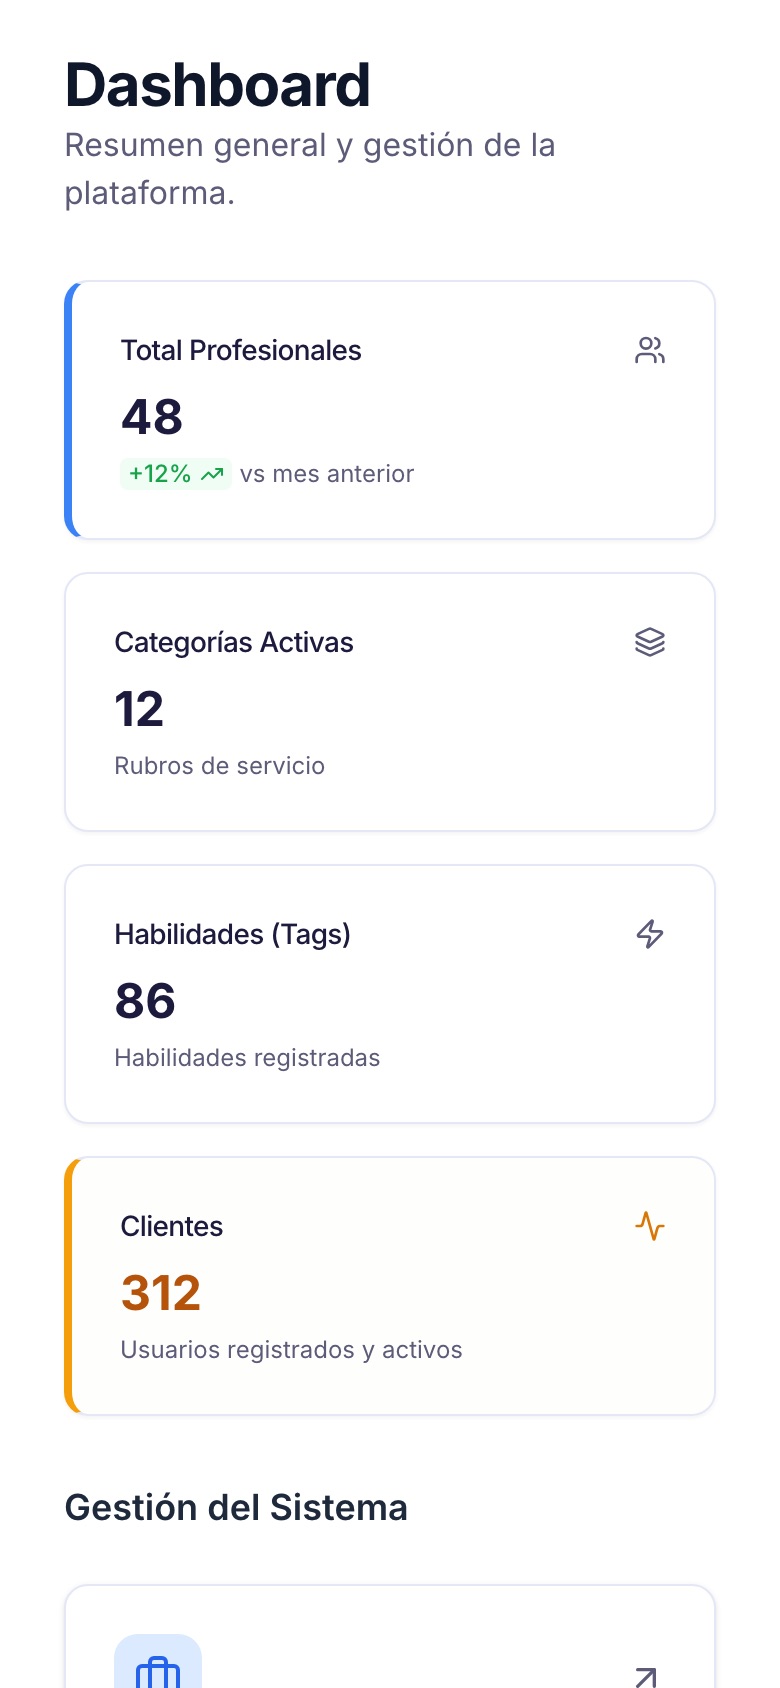 Dashboard
Resumen general y gestión de la
plataforma.
Total Profesionales
48
+12% vs mes anterior
Categorías Activas
12
Rubros de servicio
Habilidades (Tags)
86
Habilidades registradas
Clientes
312
Usuarios registrados y activos
Gestión del Sistema